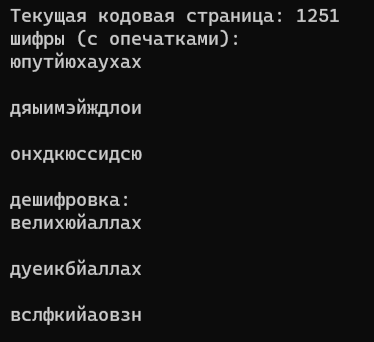 Текущая кодовая страница: 1251
шифры (с опечатками):
юпутйюхаухах
дяыимэйждлои
онхдкюссидсю
дешифровка:
велихюйаллах
дуеикбйаллах
вслфкийаовзн